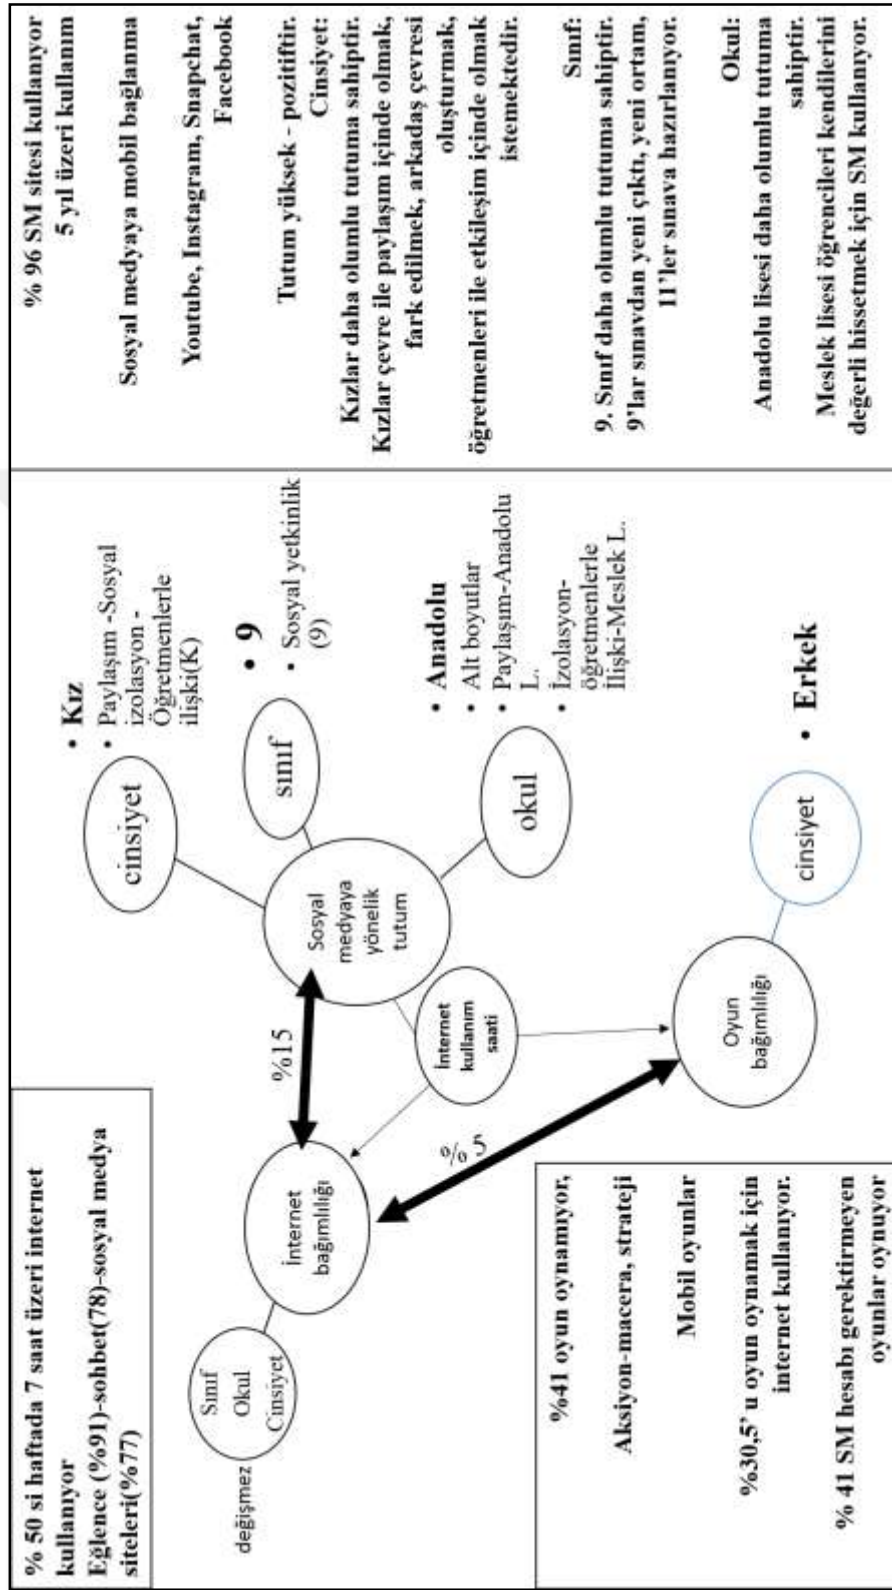 % 50 si haftada 7 saat üzeri internet
kullanıyor
Eğlence (%91)-sohbet(78)-sosyal medya
siteleri(%77)
değişmez
Sınıf
Okul
Cinsiyet
İnternet
bağımlılığı
%15
% 5
İnternet
kullanım
saati
Sosyal
medyaya
yönelik
tutum
cinsiyet
• Kız
• Paylaşım -Sosyal
izolasyon -
Öğretmenlerle
ilişki(K)
sınıf
• 9
• Sosyal yetkinlik
(9)
okul
• Anadolu
• Alt boyutlar
• Paylaşım-Anadolu
L.
• İzolasyon-
öğretmenlerle
İlişki-Meslek L.
Oyun
bağımlılığı
cinsiyet
• Erkek
%41 oyun oynamıyor,
Aksiyon-macera, strateji
Mobil oyunlar
%30,5' u oyun oynamak için
internet kullanıyor.
% 41 SM hesabı gerektirmeyen
oyunlar oynuyor
% 96 SM sitesi kullanıyor
5 yıl üzeri kullanım
Sosyal medyaya mobil bağlanma
Youtube, Instagram, Snapchat,
Facebook
Tutum yüksek - pozitiftir.
Cinsiyet:
Kızlar daha olumlu tutuma sahiptir.
Kızlar çevre ile paylaşım içinde olmak,
fark edilmek, arkadaş çevresi
oluşturmak,
öğretmenleri ile etkileşim içinde olmak
istemektedir.
Sınıf:
9. Sınıf daha olumlu tutuma sahiptir.
9'lar sınavdan yeni çıktı, yeni ortam,
11'ler sınava hazırlanıyor.
Okul:
Anadolu lisesi daha olumlu tutuma
sahiptir.
Meslek lisesi öğrencileri kendilerini
değerli hissetmek için SM kullanıyor.